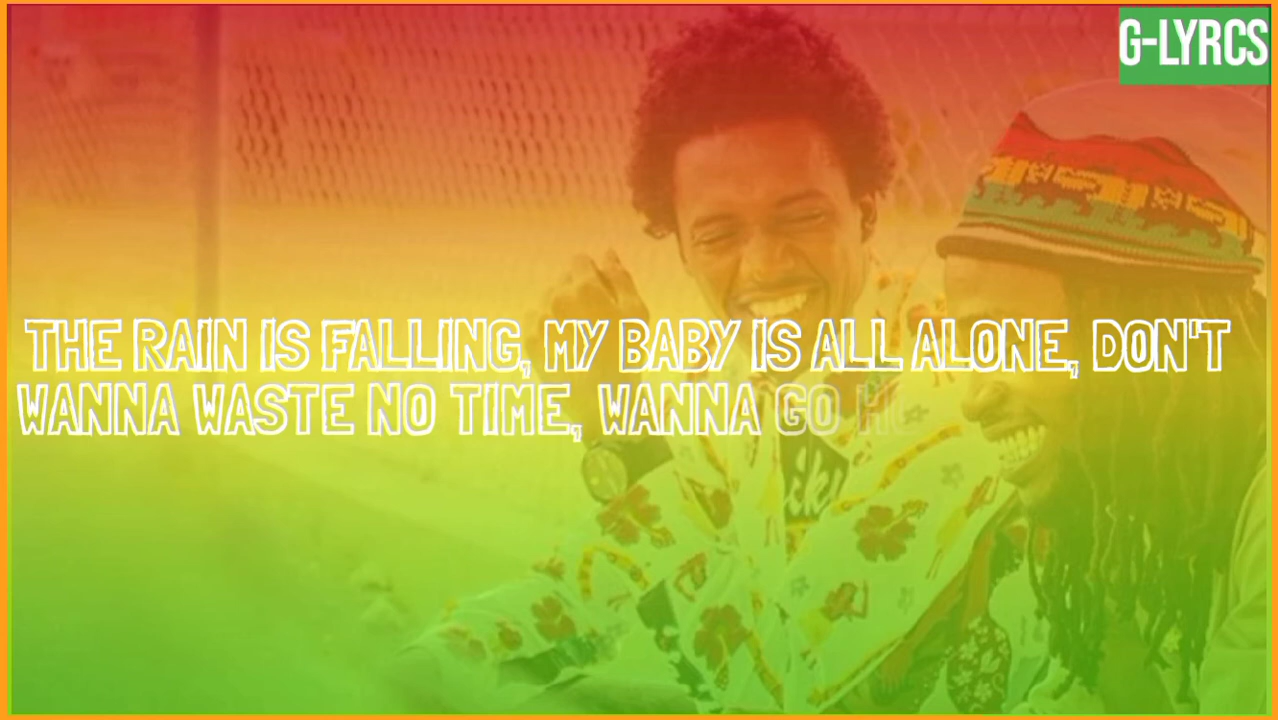 G-LYRCS
THE RAIN IS FALLING, MY BABY IS ALL ALONE, DON'T
WANNA WASTE NO TIME, WANNA GO